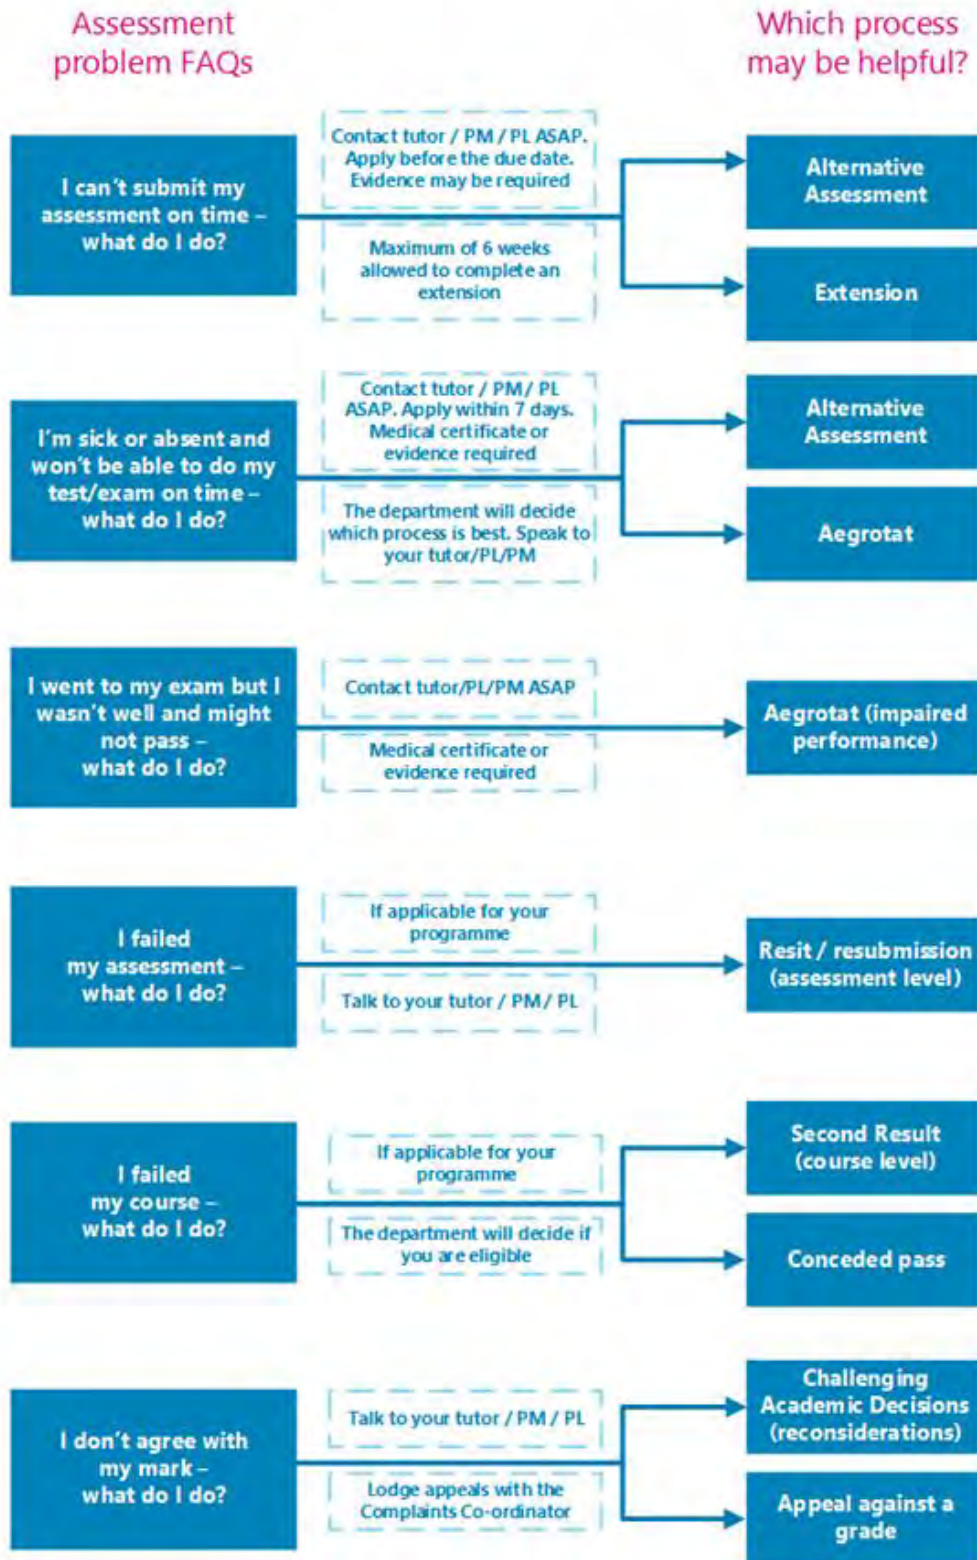 Assessment
problem FAQs
Which process
may be helpful?
I can't submit my
assessment on time –
what do I do?
Contact tutor / PM / PL ASAP.
Apply before the due date.
Evidence may be required
Maximum of 6 weeks
allowed to complete an
extension
Alternative
Assessment
Extension
I'm sick or absent and
won't be able to do my
test/exam on time –
what do I do?
Contact tutor / PM / PL
ASAP. Apply within 7 days.
Medical certificate or
evidence required
The department will decide
which process is best. Speak to
your tutor/PL/PM
Alternative
Assessment
Aegrotat
I went to my exam but I
wasn't well and might
not pass –
what do I do?
Contact tutor/PL/PM ASAP
Medical certificate or
evidence required
Aegrotat (impaired
performance)
I failed
my assessment –
what do I do?
If applicable for your
programme
Talk to your tutor / PM / PL
Resit / resubmission
(assessment level)
I failed
my course –
what do I do?
If applicable for your
programme
The department will decide if
you are eligible
Second Result
(course level)
Conceded pass
I don't agree with
my mark –
what do I do?
Talk to your tutor / PM / PL
Lodge appeals with the
Complaints Co-ordinator
Challenging
Academic Decisions
(reconsiderations)
Appeal against a
grade